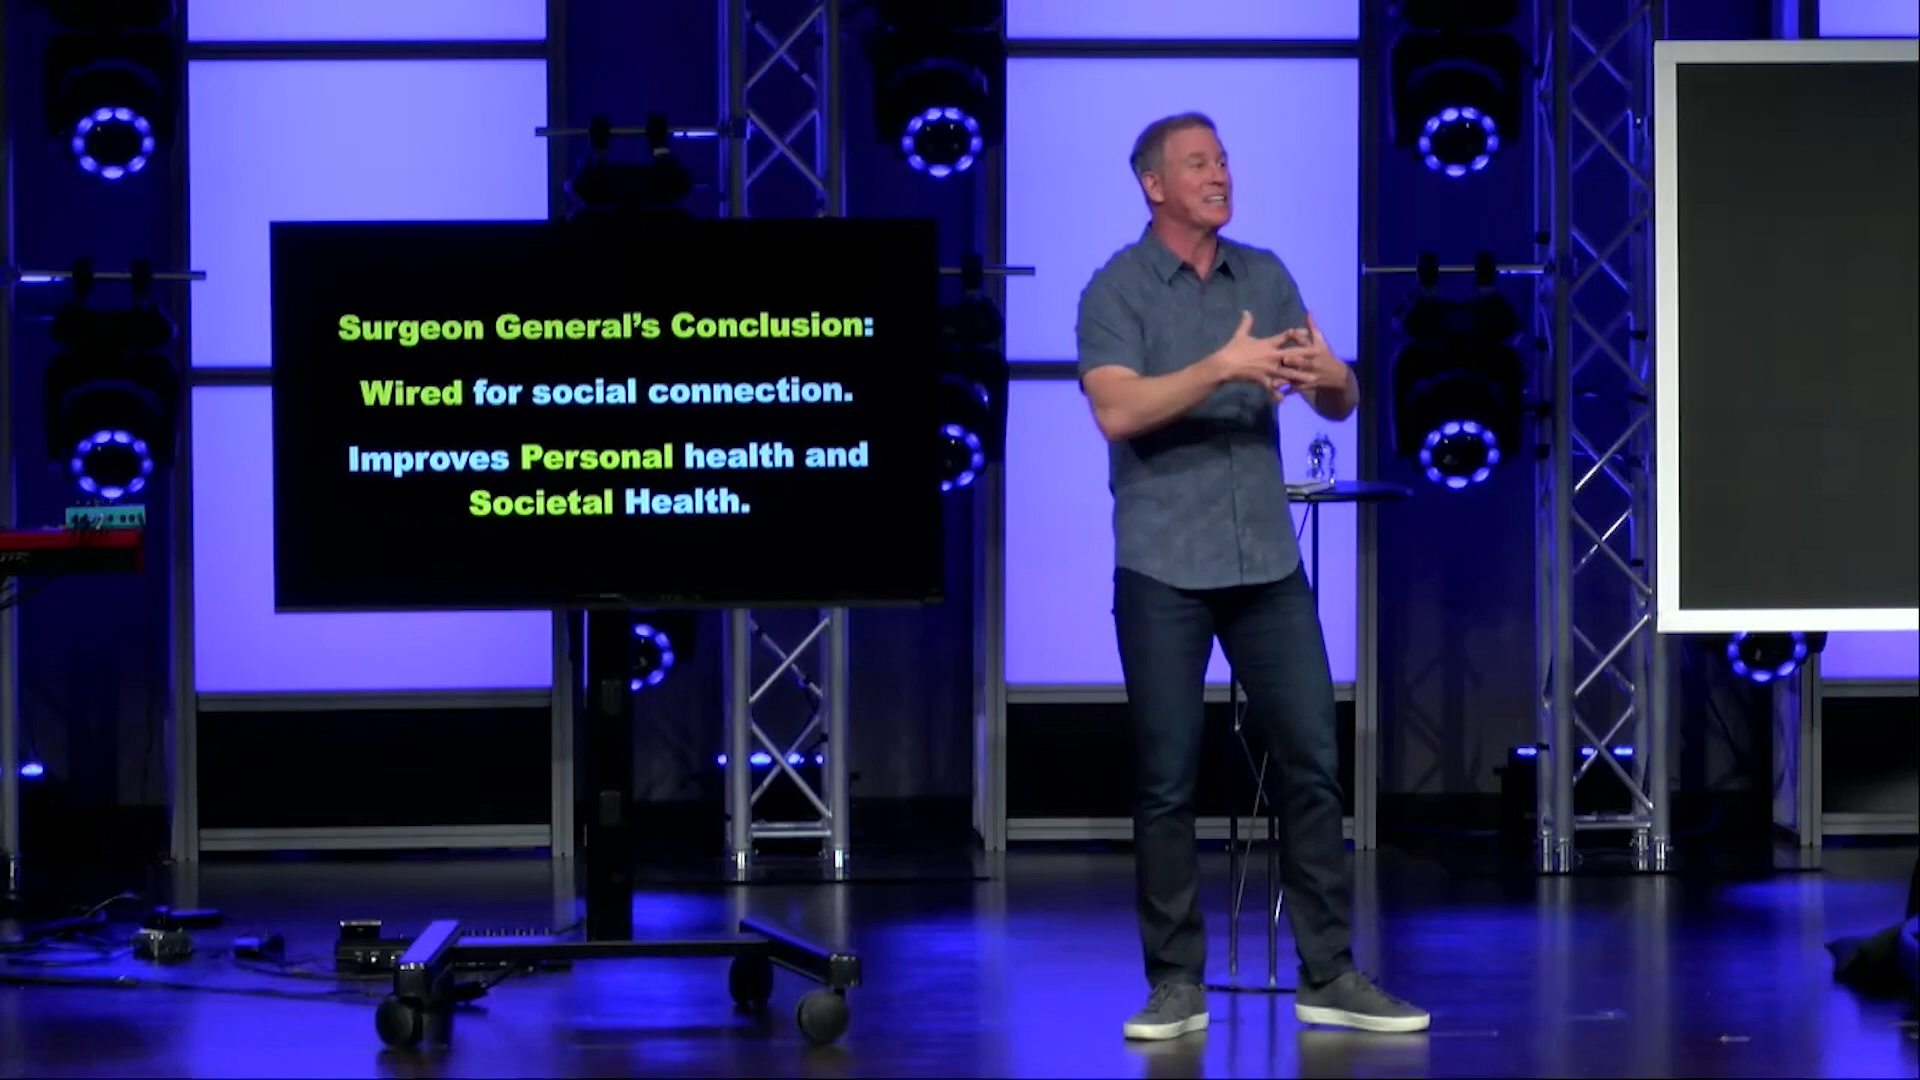 Surgeon General’s Conclusion:
Wired for social connection.
Improves Personal health and
Societal Health.